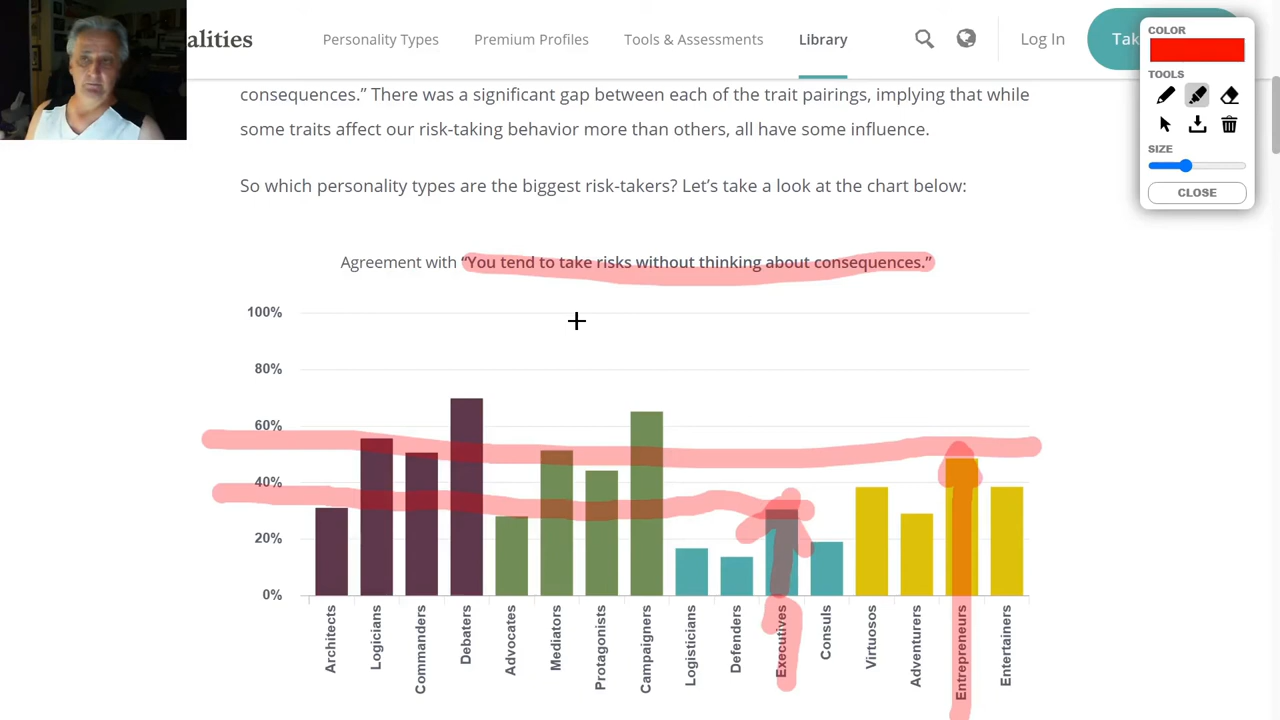 alities Personality Types Premium Profiles Tools & Assessments Library Log In Tak
COLOR
TOOLS
SIZE
CLOSE
consequences.” There was a significant gap between each of the trait pairings, implying that while
some traits affect our risk-taking behavior more than others, all have some influence.
So which personality types are the biggest risk-takers? Let’s take a look at the chart below:
Agreement with “You tend to take risks without thinking about consequences.”
100%
80%
60%
40%
20%
0%
Architects
Logicians
Commanders
Debaters
Advocates
Mediators
Protagonists
Campaigners
Logisticians
Defenders
Executives
Consuls
Virtuosos
Adventurers
Entrepreneurs
Entertainers